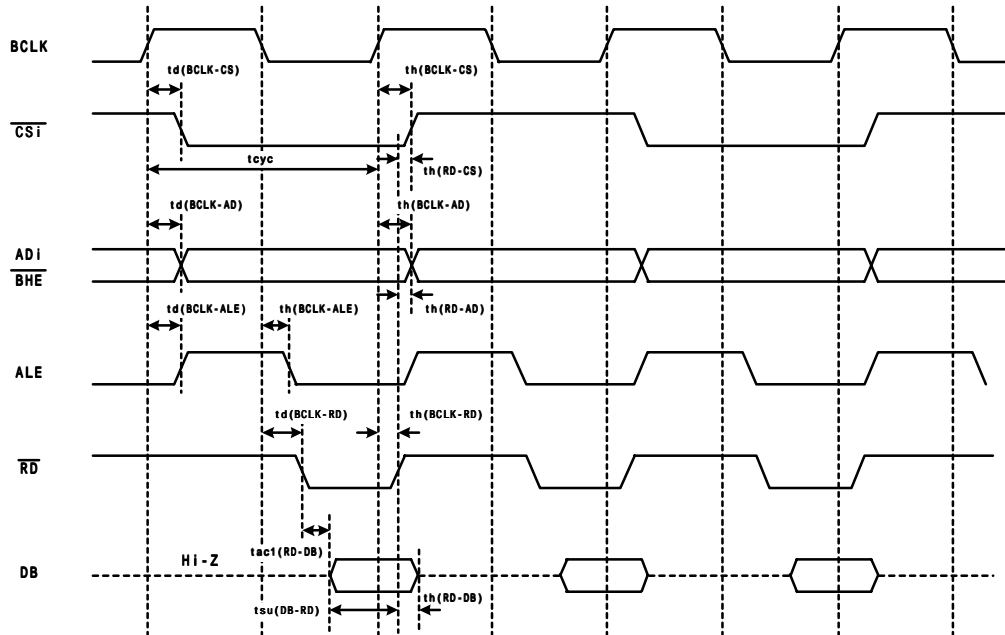 BCLK
td(BCLK-CS)
th(BCLK-CS)
CSi
tcyc
th(RD-CS)
td(BCLK-AD)
th(BCLK-AD)
ADi
BHE
td(BCLK-ALE)
th(BCLK-ALE)
th(RD-AD)
ALE
td(BCLK-RD)
th(BCLK-RD)
RD
tac1(RD-DB)
Hi-Z
DB
tsu(DB-RD)
th(RD-DB)